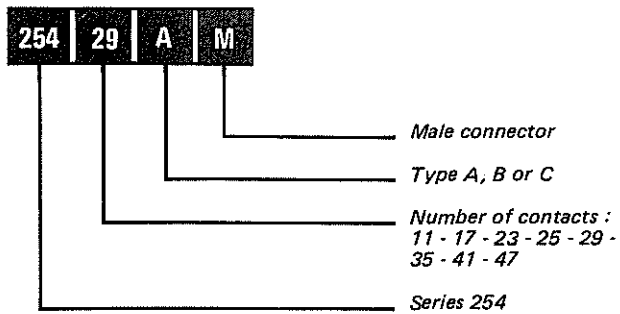 254 29 A M
Male connector
Type A, B or C
Number of contacts :
11 - 17 - 23 - 25 - 29 -
35 - 41 - 47
Series 254